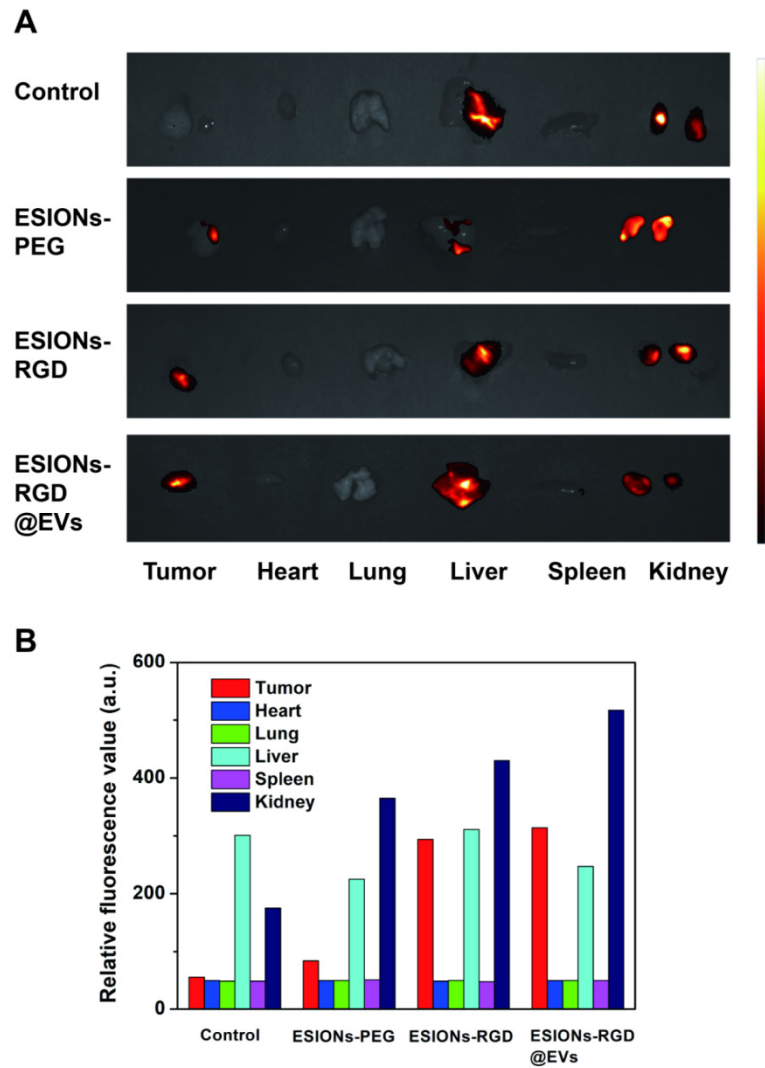 A
Control
ESIONs-
PEG
ESIONs-
RGD
ESIONs-
RGD
@EVs
Tumor Heart Lung Liver Spleen Kidney
B
Relative fluorescence value (a.u.)
600
400
200
0
Tumor
Heart
Lung
Liver
Spleen
Kidney
Control ESIONs-PEG ESIONs-RGD ESIONs-RGD
@EVs